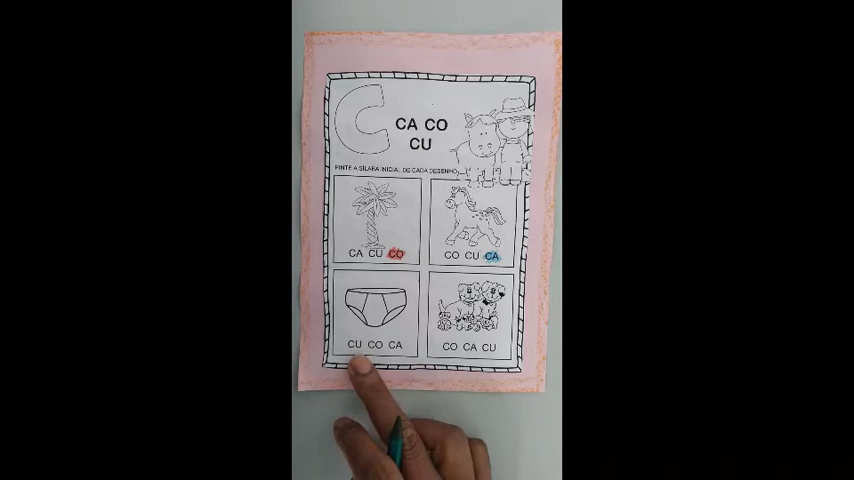 C
CA CO
CU
PINTE A SÍLABA INICIAL DE CADA DESENHO
CA CU CO
CO CU CA
CU CO CA
CO CA CU